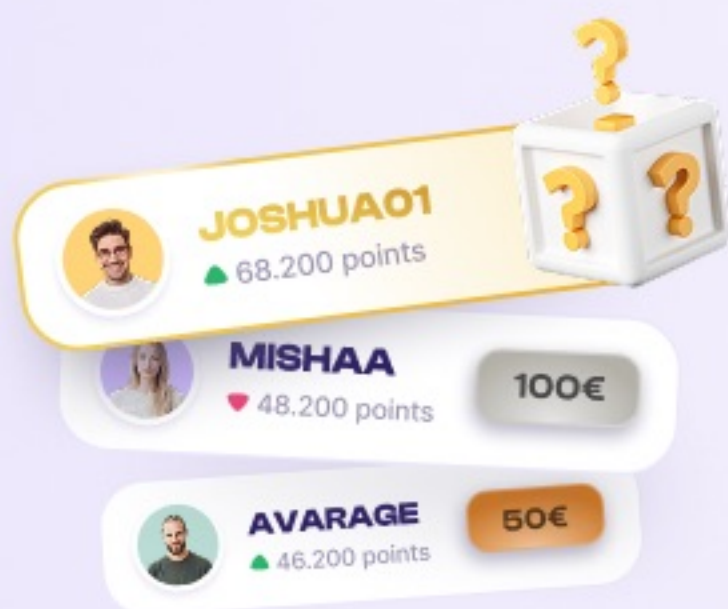 ?
? ?
JOSHUA01
68.200 points
MISHAA
48.200 points
100€
AVARAGE
46.200 points
50€